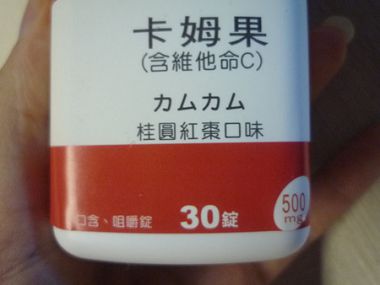 卡姆果
(含維他命C)
カムカム
桂圓紅棗口味
口含、咀嚼錠 30錠
500
mg